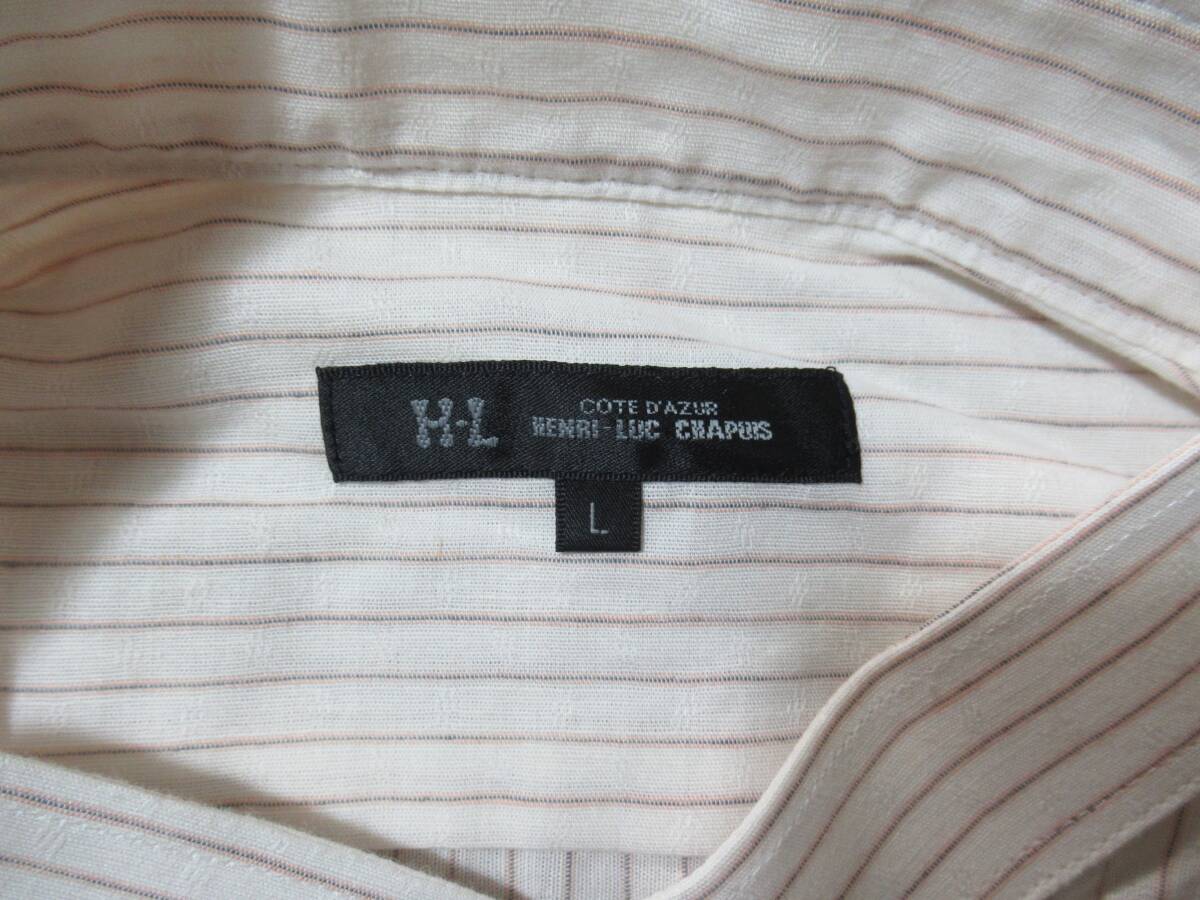 H-L
COTE D'AZUR
HENRI-LUC CHAPUIS
L